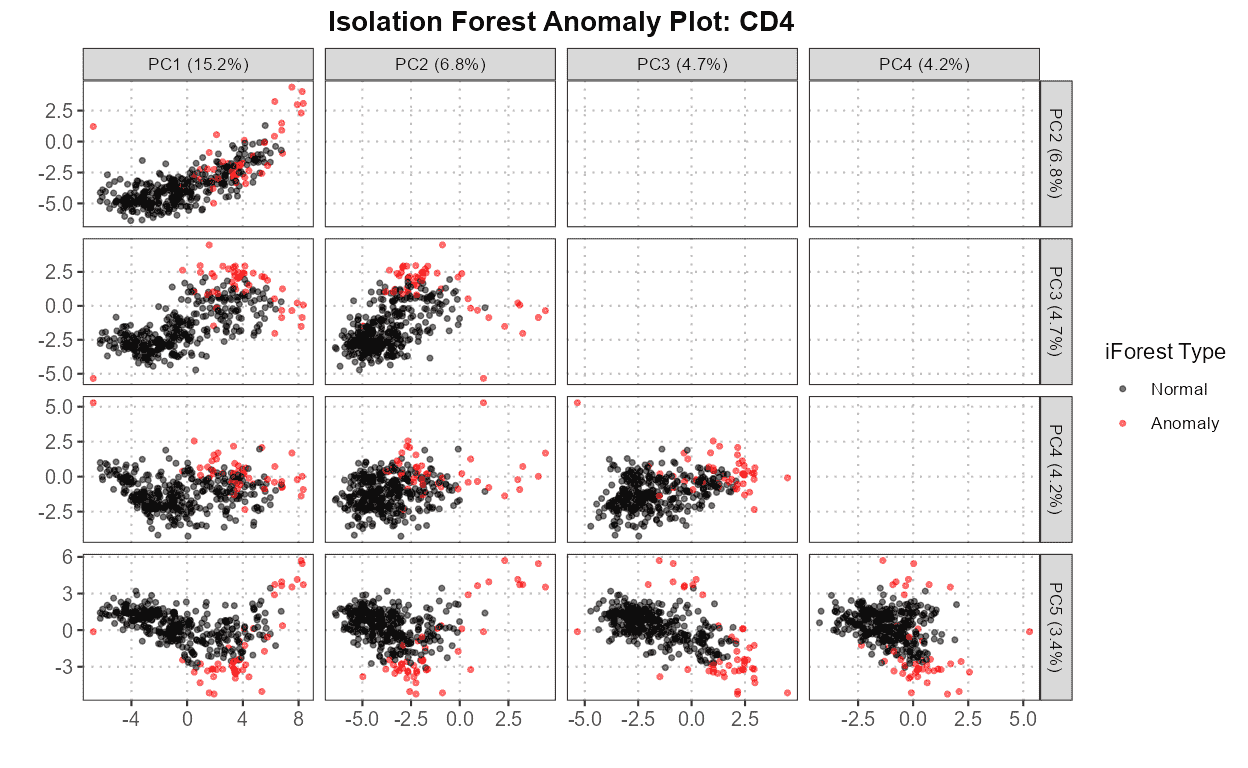 Isolation Forest Anomaly Plot: CD4
PC1 (15.2%) PC2 (6.8%) PC3 (4.7%) PC4 (4.2%)
2.5
0.0
-2.5
-5.0
PC2 (6.8%)
2.5
0.0
-2.5
-5.0
PC3 (4.7%)
5.0
2.5
0.0
-2.5
PC4 (4.2%)
6
3
0
-3
PC5 (3.4%)
-4 0 4 8 -5.0 -2.5 0.0 2.5 -5.0 -2.5 0.0 2.5 -2.5 0.0 2.5 5.0
iForest Type
Normal
Anomaly